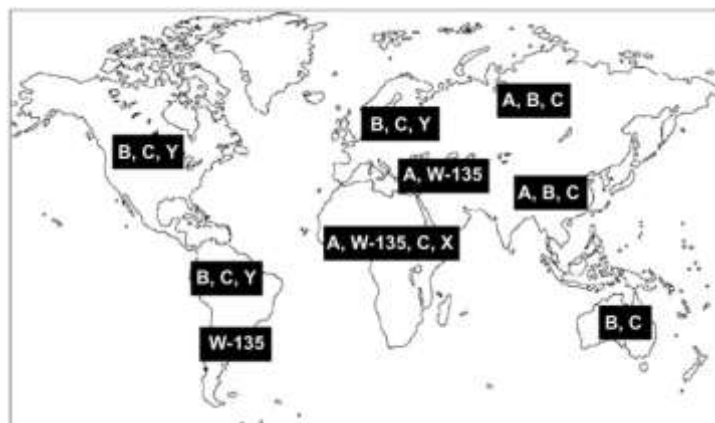 A, B, C
B, C, Y
B, C, Y
A, W-135
A, B, C
A, W-135, C, X
B, C, Y
B, C
W-135